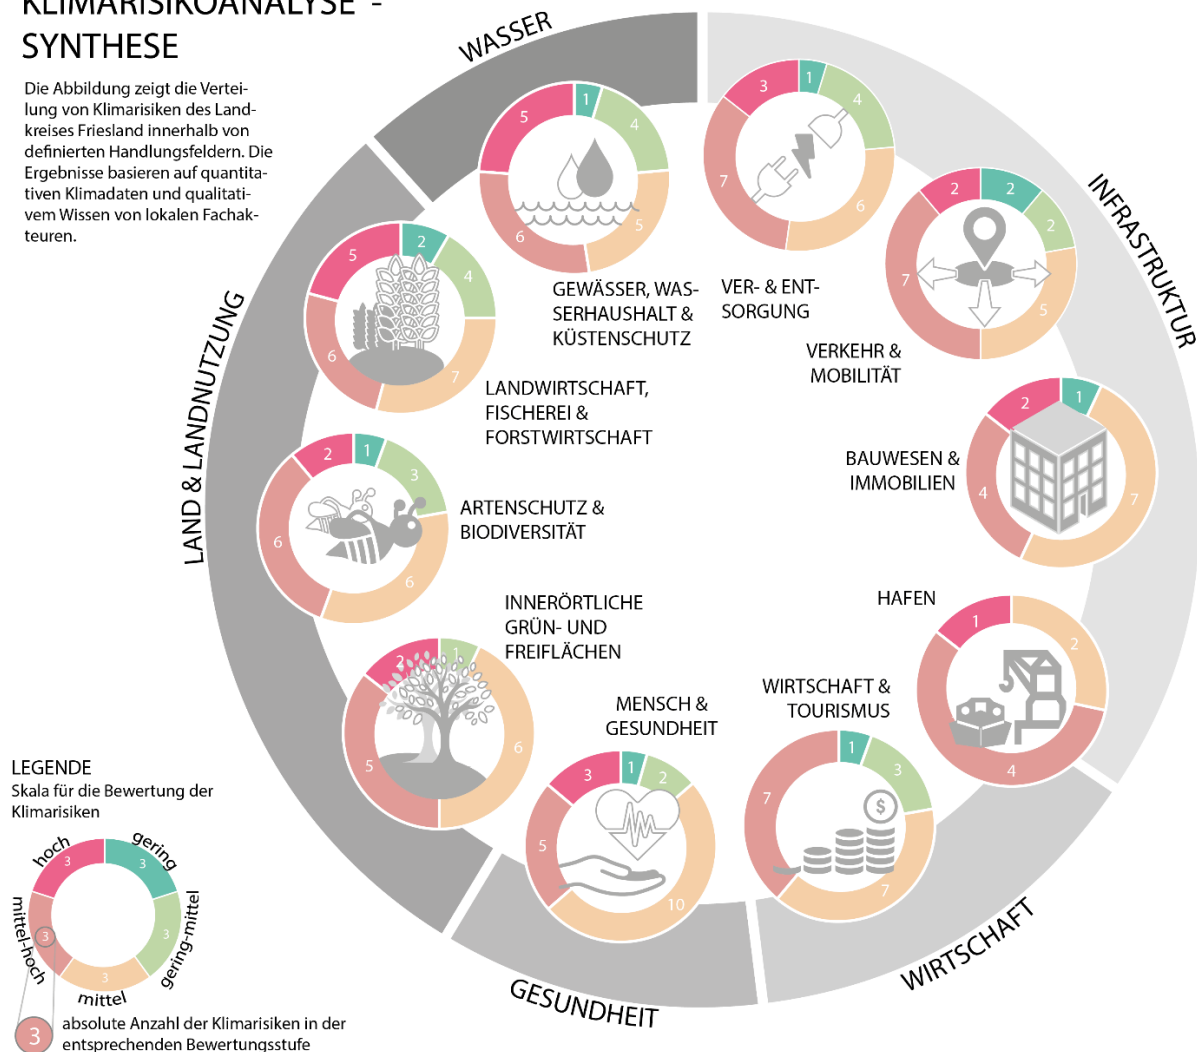 KLIMARISIKOANALYSE -
SYNTHESE
Die Abbildung zeigt die Vertei-
lung von Klimarisiken des Land-
kreises Friesland innerhalb von
definierten Handlungsfeldern. Die
Ergebnisse basieren auf quantita-
tiven Klimadaten und qualitati-
vem Wissen von lokalen Fachak-
teuren.
WASSER
1
4
5
6
5
GEWÄSSER, WAS-
SERHAUSHALT &
KÜSTENSCHUTZ
INFRASTRUKTUR
1
4
6
7
3
VER- & ENT-
SORGUNG
2
2
5
7
2
VERKEHR &
MOBILITÄT
1
7
4
2
BAUWESEN &
IMMOBILIEN
HAFEN
2
4
1
WIRTSCHAFT
WIRTSCHAFT &
TOURISMUS
1
3
7
7
$
GESUNDHEIT
MENSCH &
GESUNDHEIT
1
2
10
5
3
LAND & LANDNUTZUNG
INNERÖRTLICHE
GRÜN- UND
FREIFLÄCHEN
1
6
5
2
ARTENSCHUTZ &
BIODIVERSITÄT
1
3
6
6
2
LANDWIRTSCHAFT,
FISCHEREI &
FORSTWIRTSCHAFT
2
4
7
6
5
LEGENDE
Skala für die Bewertung der
Klimarisiken
gering
3
gering-mittel
3
mittel
3
mittel-hoch
3
hoch
3
3
absolute Anzahl der Klimarisiken in der
entsprechenden Bewertungsstufe